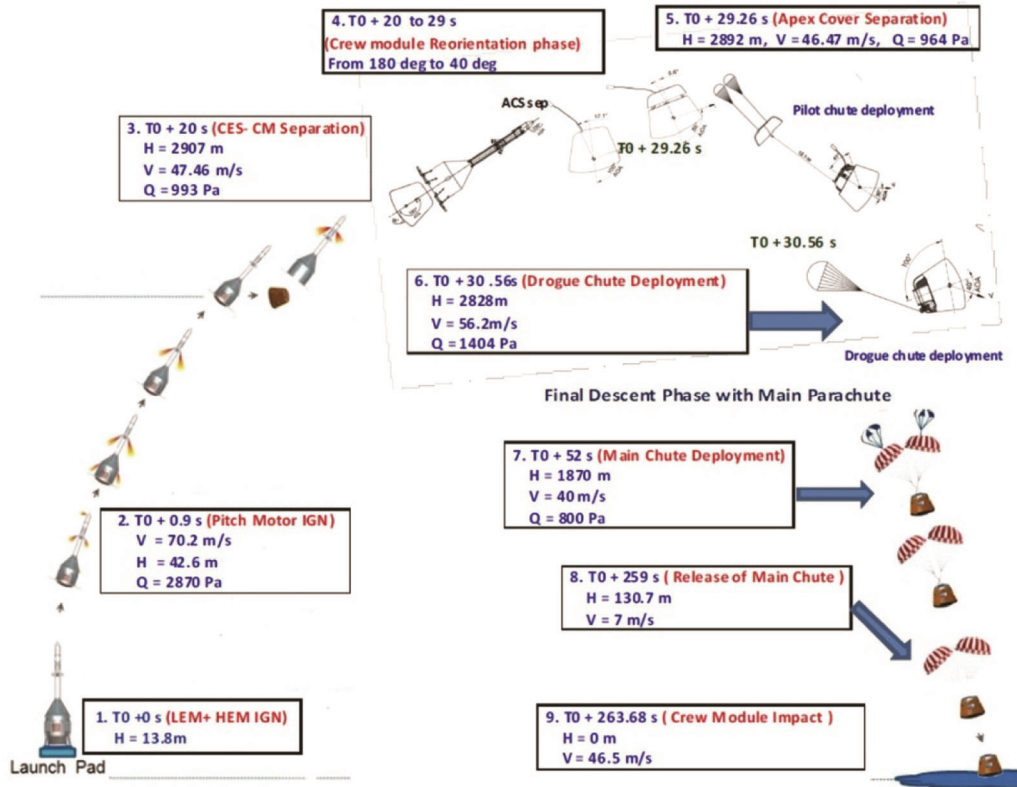 4. T0 + 20 to 29 s
(Crew module Reorientation phase)
From 180 deg to 40 deg
5. T0 + 29.26 s (Apex Cover Separation)
H = 2892 m, V = 46.47 m/s, Q = 964 Pa
ACS sep
17.1°
T0 + 29.26 s
Pilot chute deployment
3. T0 + 20 s (CES- CM Separation)
H = 2907 m
V = 47.46 m/s
Q = 993 Pa
T0 + 30.56 s
100°
40°
AOA
6. T0 + 30 .56s (Drogue Chute Deployment)
H = 2828m
V = 56.2m/s
Q = 1404 Pa
Drogue chute deployment
Final Descent Phase with Main Parachute
7. T0 + 52 s (Main Chute Deployment)
H = 1870 m
V = 40 m/s
Q = 800 Pa
2. T0 + 0.9 s (Pitch Motor IGN)
V = 70.2 m/s
H = 42.6 m
Q = 2870 Pa
8. T0 + 259 s ( Release of Main Chute )
H = 130.7 m
V = 7 m/s
1. T0 +0 s (LEM+ HEM IGN)
H = 13.8m
Launch Pad
9. T0 + 263.68 s ( Crew Module Impact )
H = 0 m
V = 46.5 m/s